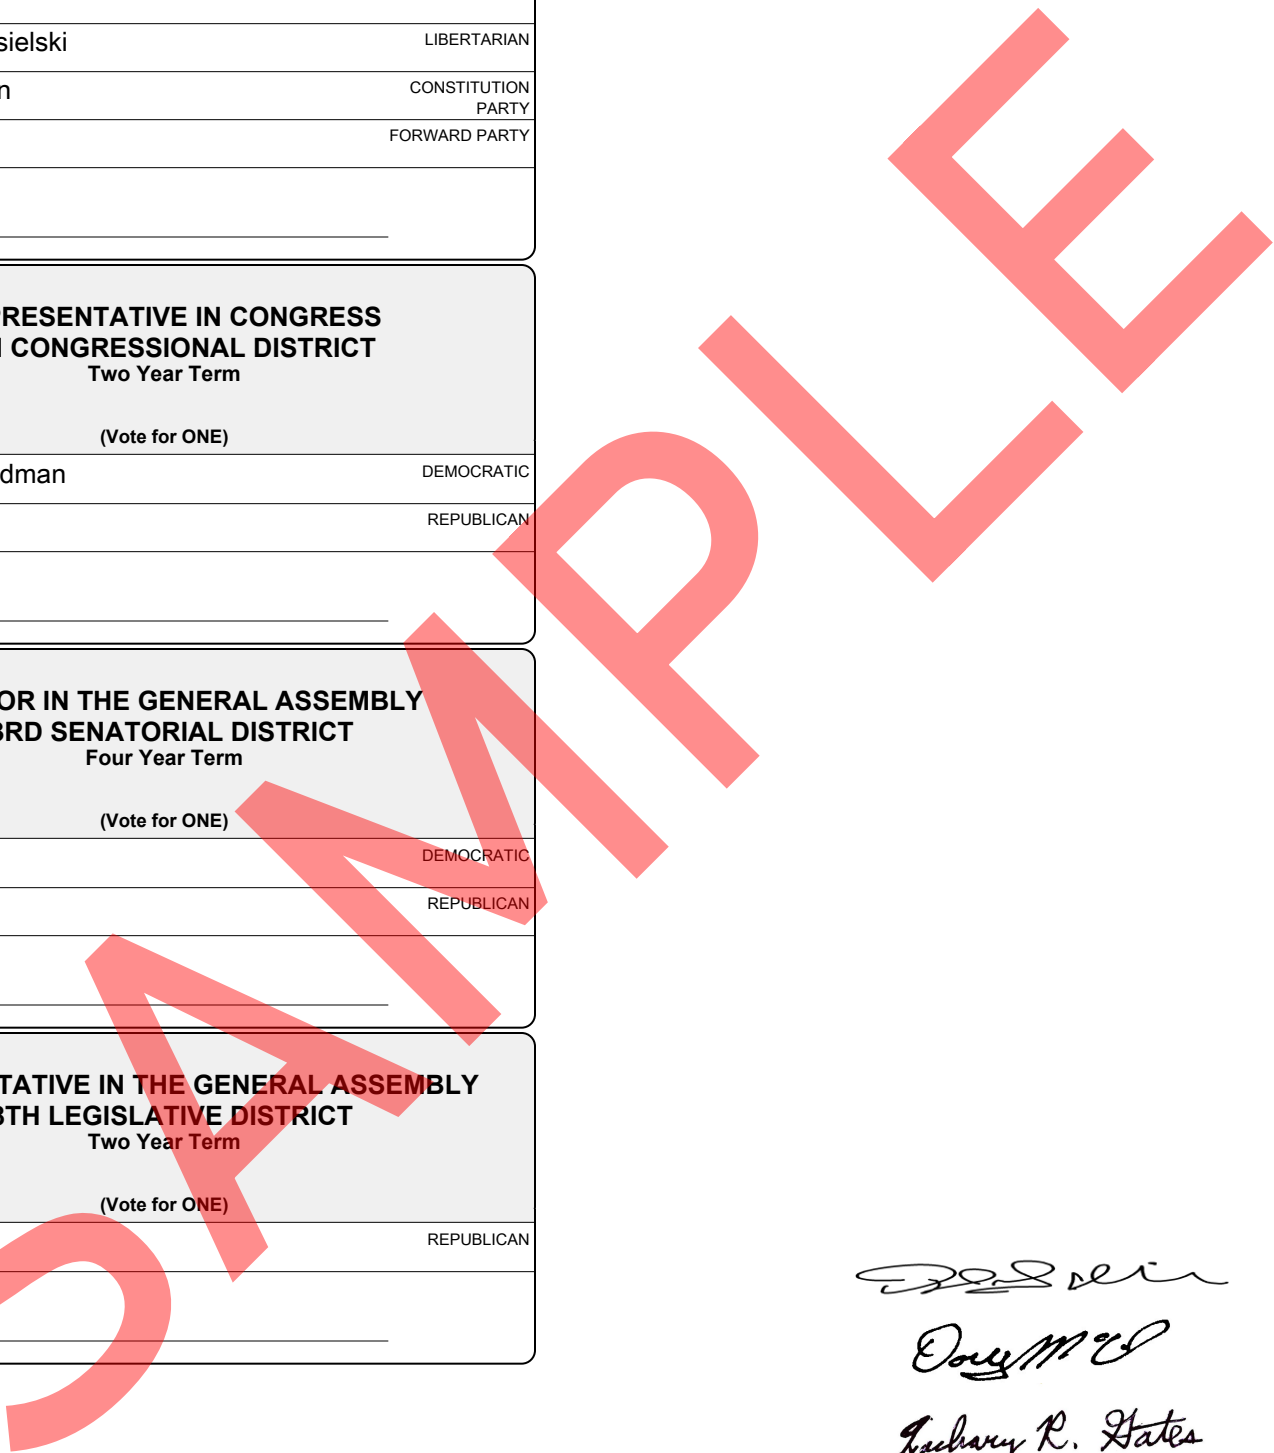 sielski LIBERTARIAN
n CONSTITUTION
PARTY
FORWARD PARTY
PRESENTATIVE IN CONGRESS
CONGRESSIONAL DISTRICT
Two Year Term
(Vote for ONE)
dman DEMOCRATIC
REPUBLICAN
OR IN THE GENERAL ASSEMBLY
3RD SENATORIAL DISTRICT
Four Year Term
(Vote for ONE)
DEMOCRATIC
REPUBLICAN
TATIVE IN THE GENERAL ASSEMBLY
8TH LEGISLATIVE DISTRICT
Two Year Term
(Vote for ONE)
REPUBLICAN
Zachary R. Gates
SAMPLE